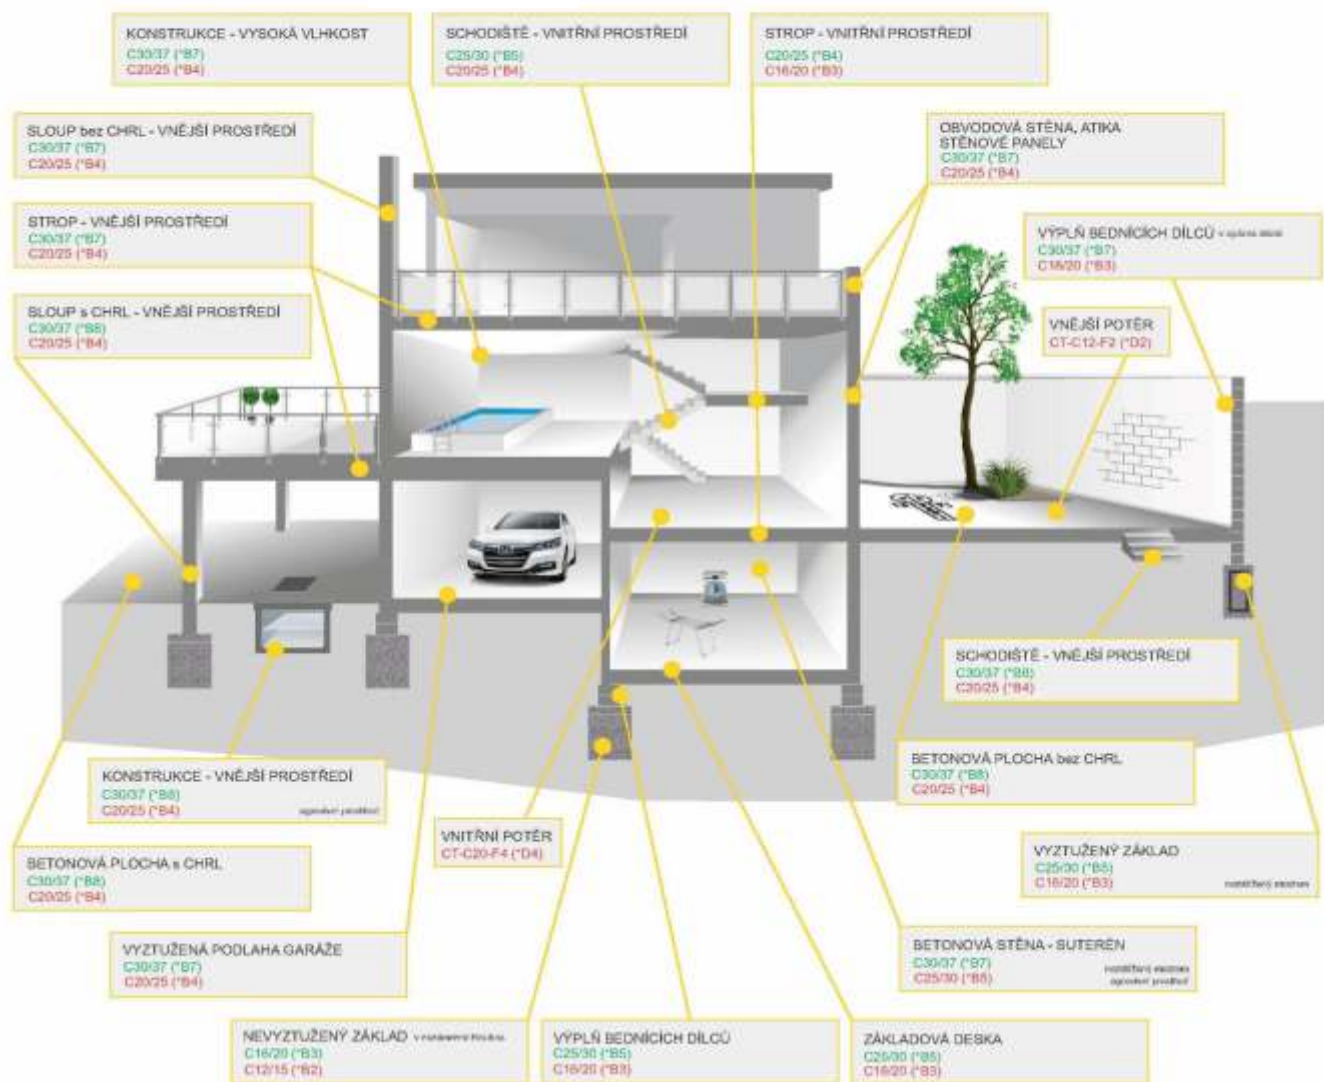 KONSTRUKCE - VYSOKÁ VLHKOST
C30/37 (*B7)
C20/25 (*B4)
SCHODIŠTĚ - VNITŘNÍ PROSTŘEDÍ
C25/30 (*B5)
C20/25 (*B4)
STROP - VNITŘNÍ PROSTŘEDÍ
C20/25 (*B4)
C16/20 (*B3)
SLOUP bez CHRL - VNĚJŠÍ PROSTŘEDÍ
C30/37 (*B7)
C20/25 (*B4)
OBVODOVÁ STĚNA, ATIKA
STĚNOVÉ PANELY
C30/37 (*B7)
C20/25 (*B4)
STROP - VNĚJŠÍ PROSTŘEDÍ
C30/37 (*B7)
C20/25 (*B4)
VÝPLŇ BEDNÍCÍCH DÍLCŮ
C30/37 (*B7)
C16/20 (*B3)
SLOUP s CHRL - VNĚJŠÍ PROSTŘEDÍ
C30/37 (*B8)
C20/25 (*B4)
VNĚJŠÍ POTĚR
CT-C12-F2 (*D2)
SCHODIŠTĚ - VNĚJŠÍ PROSTŘEDÍ
C30/37 (*B8)
C20/25 (*B4)
KONSTRUKCE - VNĚJŠÍ PROSTŘEDÍ
C30/37 (*B8)
C20/25 (*B4)
agresivní prostředí
BETONOVÁ PLOCHA bez CHRL
C30/37 (*B8)
C20/25 (*B4)
VNITŘNÍ POTĚR
CT-C20-F4 (*D4)
BETONOVÁ PLOCHA s CHRL
C30/37 (*B8)
C20/25 (*B4)
VYZTUŽENÝ ZÁKLAD
C25/30 (*B5)
C16/20 (*B3)
VYZTUŽENÁ PODLAHA GARÁŽE
C30/37 (*B7)
C20/25 (*B4)
BETONOVÁ STĚNA - SUTERÉN
C30/37 (*B7)
C25/30 (*B5)
agresivní prostředí
NEVYZTUŽENÝ ZÁKLAD
C16/20 (*B3)
C12/15 (*B2)
VÝPLŇ BEDNÍCÍCH DÍLCŮ
C25/30 (*B5)
C16/20 (*B3)
ZÁKLADOVÁ DESKA
C25/30 (*B5)
C16/20 (*B3)